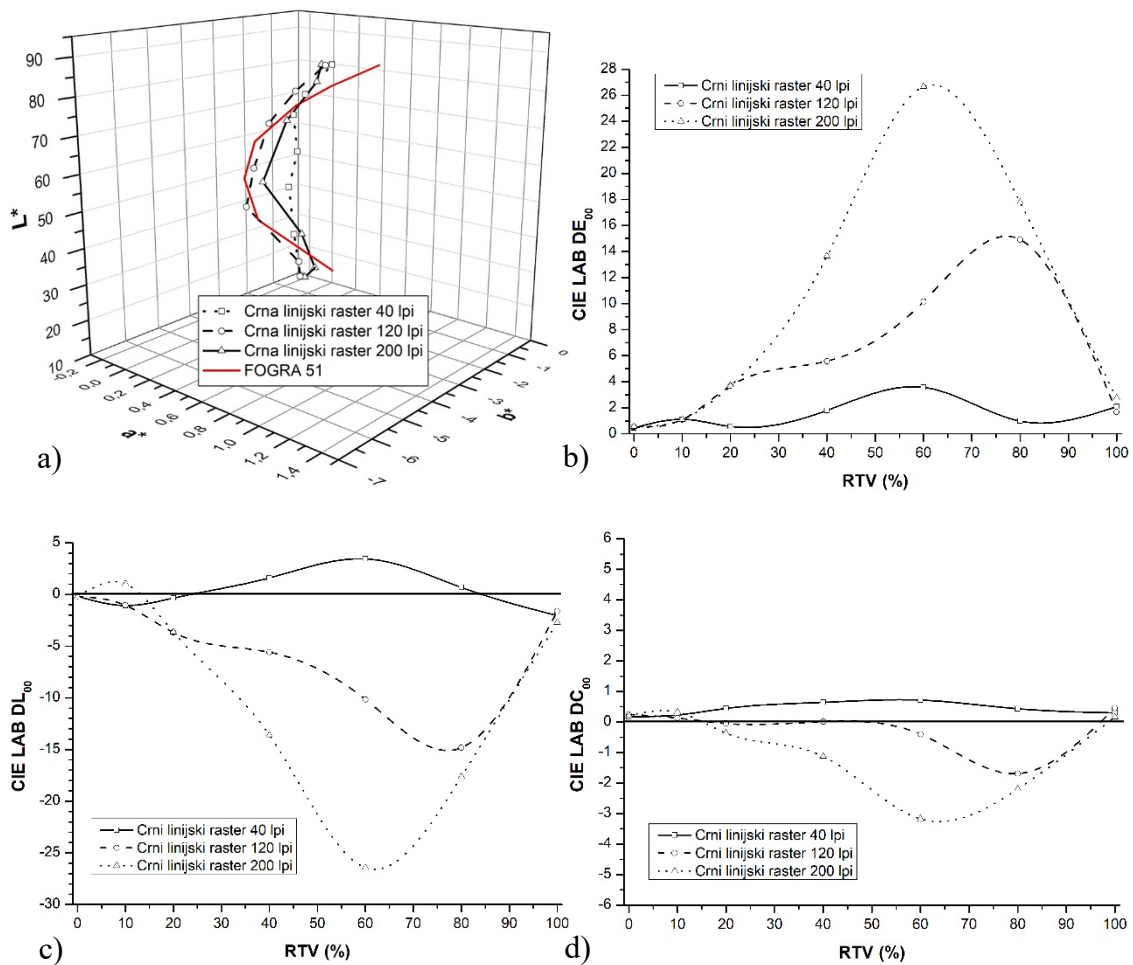 90
80
70
60
50
40
30
20
10
L*
-0,2
0,0
0,2
0,4
0,6
0,8
1,0
1,2
1,4
a*
0
-1
-2
-3
-4
-5
-6
-7
b*
Crna linijski raster 40 lpi
Crna linijski raster 120 lpi
Crna linijski raster 200 lpi
FOGRA 51
a)
28
26
24
22
20
18
16
14
12
10
8
6
4
2
0
CIE LAB DE00
Crni linijski raster 40 lpi
Crni linijski raster 120 lpi
Crni linijski raster 200 lpi
0 10 20 30 40 50 60 70 80 90 100
RTV (%)
b)
5
0
-5
-10
-15
-20
-25
-30
CIE LAB DL00
Crni linijski raster 40 lpi
Crni linijski raster 120 lpi
Crni linijski raster 200 lpi
0 10 20 30 40 50 60 70 80 90 100
RTV (%)
c)
6
5
4
3
2
1
0
-1
-2
-3
-4
-5
-6
CIE LAB DC00
Crni linijski raster 40 lpi
Crni linijski raster 120 lpi
Crni linijski raster 200 lpi
0 10 20 30 40 50 60 70 80 90 100
RTV (%)
d)